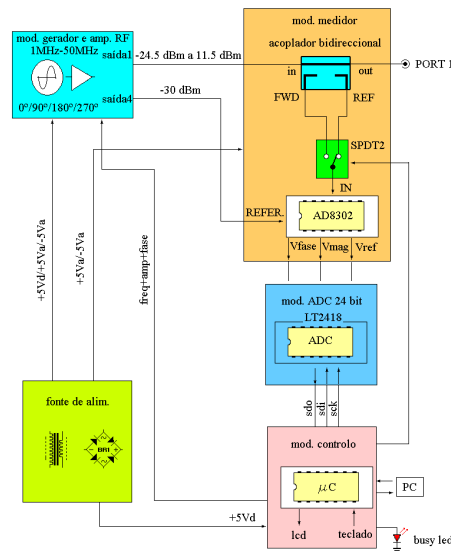 mod. gerador e amp. RF
1MHz-50MHz
saída1
saída4
0º/90º/180º/270º
-24.5 dBm a 11.5 dBm
-30 dBm
mod. medidor
acoplador bidireccional
in
out
FWD
REF
PORT 1
SPDT2
IN
REFER.
AD8302
Vfase
Vmag
Vref
+5Vd/+5Va/-5Va
+5Va/-5Va
freq+amp+fase
mod. ADC 24 bit
LT2418
ADC
sdo
sdi
sck
fonte de alim.
BR1
+5Vd
mod. controlo
µC
PC
lcd
teclado
busy led